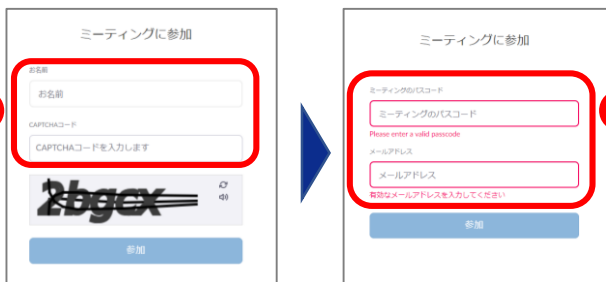 ミーティングに参加
お名前
お名前
CAPTCHAコード
CAPTCHAコードを入力します
2bgcx
参加
ミーティングに参加
ミーティングのパスコード
ミーティングのパスコード
Please enter a valid passcode
メールアドレス
メールアドレス
有効なメールアドレスを入力してください
参加